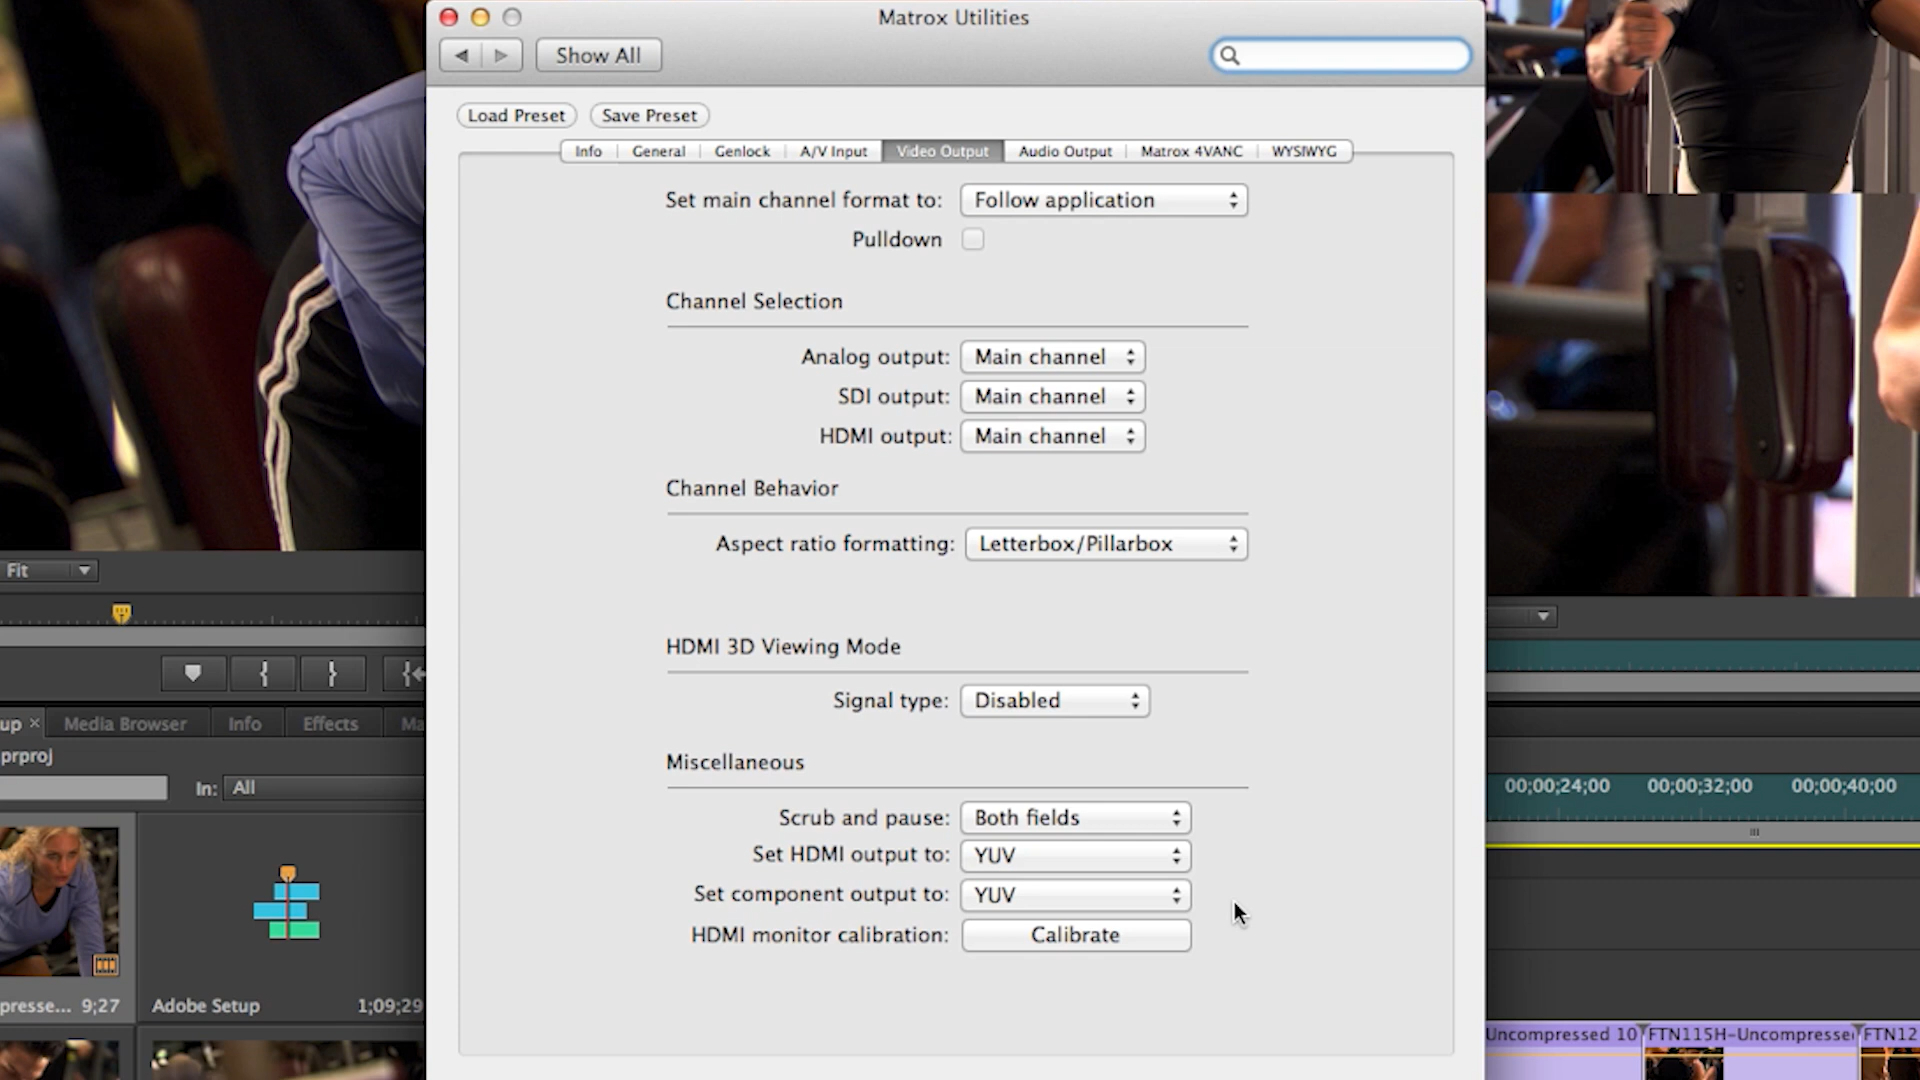 Matrox Utilities
Show All
Load Preset Save Preset
Info General Genlock A/V Input Video Output Audio Output Matrox 4VANC WYSIWYG
Set main channel format to: Follow application
Pulldown
Channel Selection
Analog output: Main channel
SDI output: Main channel
HDMI output: Main channel
Channel Behavior
Aspect ratio formatting: Letterbox/Pillarbox
HDMI 3D Viewing Mode
Signal type: Disabled
Miscellaneous
Scrub and pause: Both fields
Set HDMI output to: YUV
Set component output to: YUV
HDMI monitor calibration: Calibrate
Fit
up × Media Browser Info Effects Ma
prproj
In: All
presse... 9;27 Adobe Setup 1;09;29
00;00;24;00 00;00;32;00 00;00;40;00
Uncompressed 10 FTN115H-Uncompresse FTN12